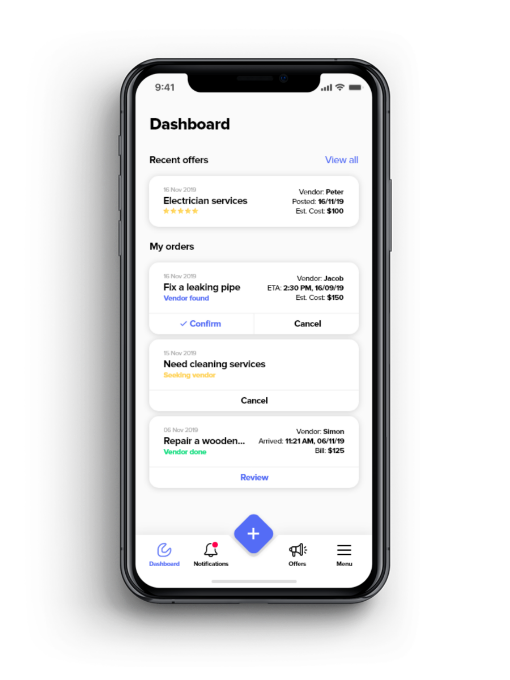 9:41
Dashboard
Recent offers View all
16 Nov 2019
Electrician services
Vendor: Peter
Posted: 16/11/19
Est. Cost: $100
My orders
16 Nov 2019
Fix a leaking pipe
Vendor found
Vendor: Jacob
ETA: 2:30 PM, 16/09/19
Est. Cost: $150
Confirm Cancel
15 Nov 2019
Need cleaning services
Seeking vendor
Cancel
06 Nov 2019
Repair a wooden...
Vendor done
Vendor: Simon
Arrived: 11:21 AM, 06/11/19
Bill: $125
Review
Dashboard Notifications Offers Menu